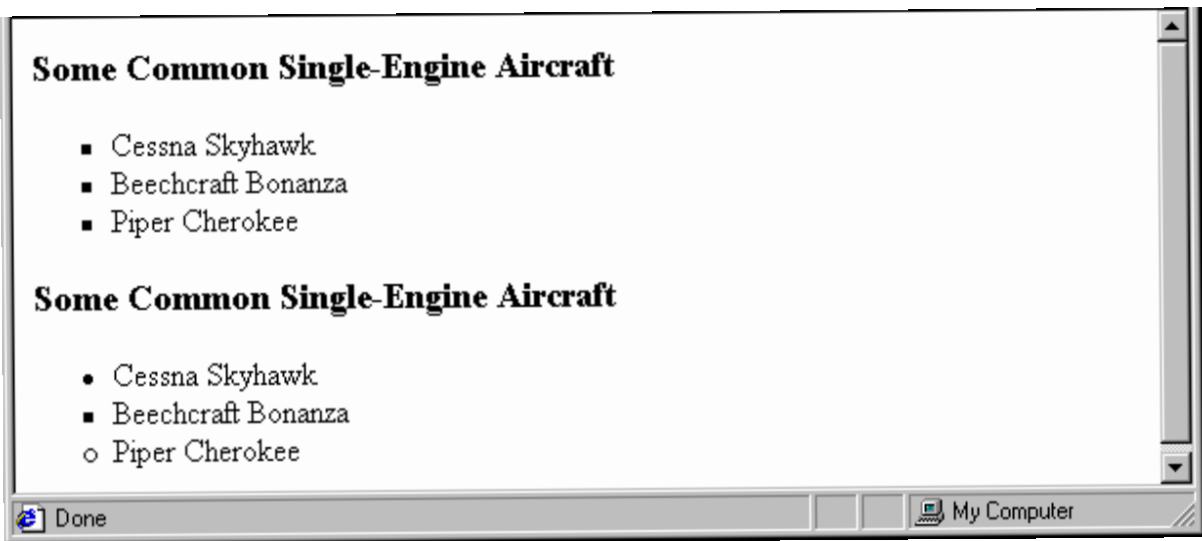 Some Common Single-Engine Aircraft
▪ Cessna Skyhawk
▪ Beechcraft Bonanza
▪ Piper Cherokee
Some Common Single-Engine Aircraft
• Cessna Skyhawk
▪ Beechcraft Bonanza
○ Piper Cherokee
Done
My Computer